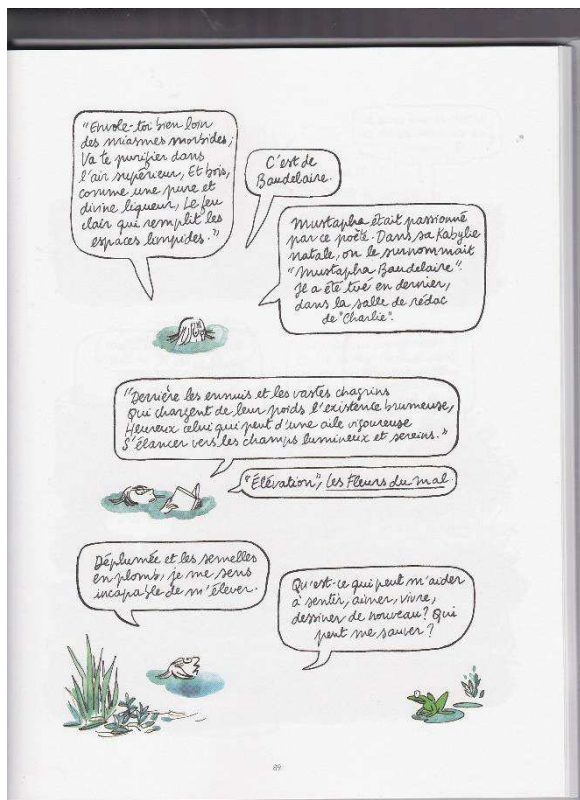 "Envole-toi bien loin
des miasmes morbides;
Va te purifier dans
l'air supérieur, Et bois,
comme une pure et
divine liqueur, Le feu
clair qui remplit les
espaces limpides."
C'est de
Baudelaire.
Mustapha était passionné
par ce poète. Dans sa Kabylie
natale, on le surnommait
"Mustapha Baudelaire".
Il a été tué en dernier,
dans la salle de rédac
de "Charlie".
"Derrière les ennuis et les vastes chagrins
Qui chargent de leur poids l'existence brumeuse,
Heureux celui qui peut d'une aile vigoureuse
S'élancer vers les champs lumineux et sereins."
"Élévation", Les Fleurs du mal.
Déplumée et les semelles
en plomb, je me sens
incapable de m'élever.
Qu'est-ce qui peut m'aider
à sentir, aimer, vivre,
dessiner de nouveau? Qui
peut me sauver?
89